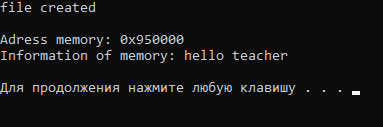 file created
Adress memory: 0x950000
Information of memory: hello teacher
Для продолжения нажмите любую клавишу . . .